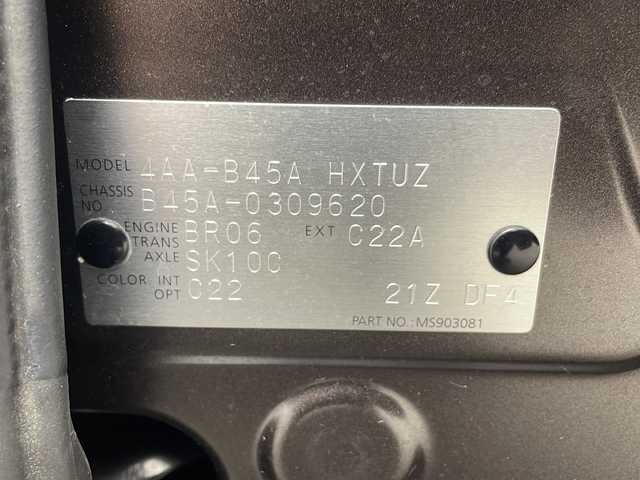 MODEL 4AA-B45A HXTUZ
CHASSIS NO. B45A-0309620
ENGINE BR06 EXT C22A
TRANS AXLE SK10C
COLOR INT C22
OPT 21Z DF4
PART NO.:MS903081